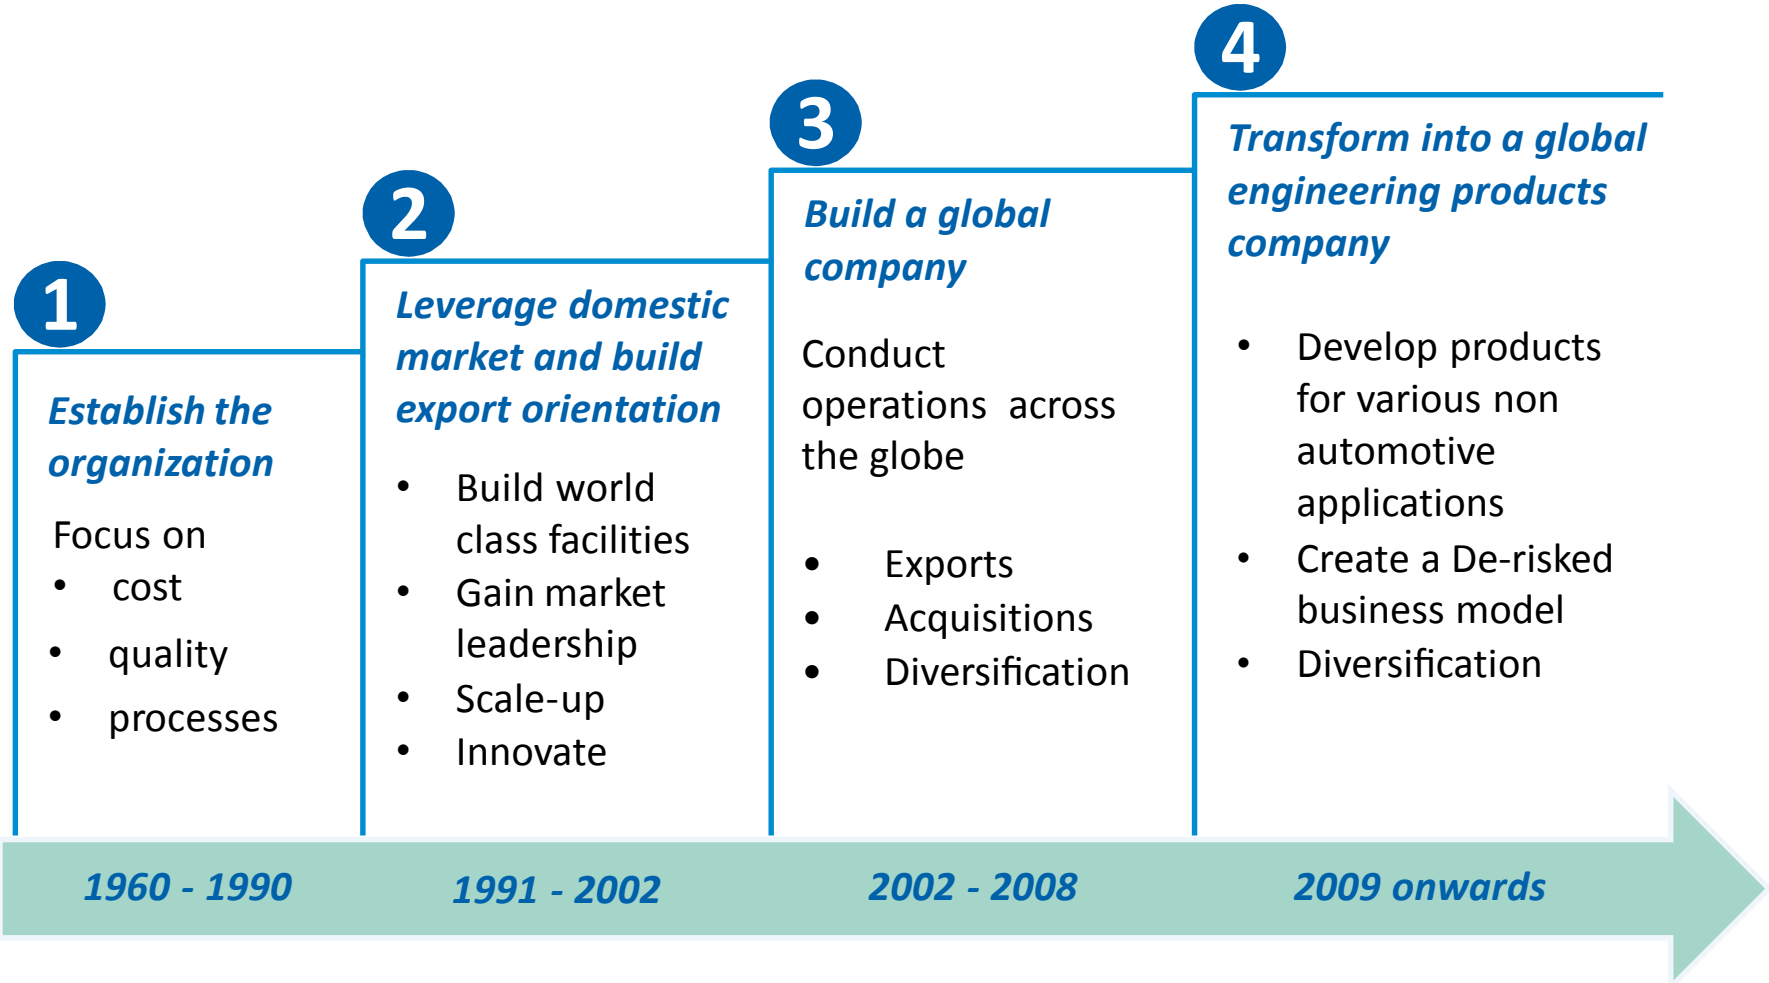 1
Establish the
organization
Focus on
• cost
• quality
• processes
1960 - 1990
2
Leverage domestic
market and build
export orientation
• Build world
class facilities
• Gain market
leadership
• Scale-up
• Innovate
1991 - 2002
3
Build a global
company
Conduct
operations across
the globe
• Exports
• Acquisitions
• Diversification
2002 - 2008
4
Transform into a global
engineering products
company
• Develop products
for various non
automotive
applications
• Create a De-risked
business model
• Diversification
2009 onwards